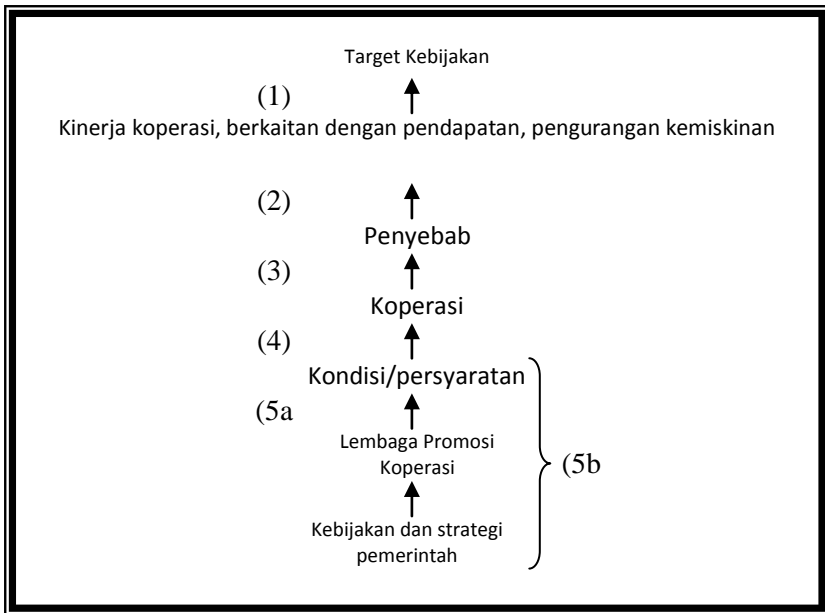 Target Kebijakan
(1)
Kinerja koperasi, berkaitan dengan pendapatan, pengurangan kemiskinan
(2)
Penyebab
(3)
Koperasi
(4)
Kondisi/persyaratan
(5a
Lembaga Promosi
Koperasi
(5b
Kebijakan dan strategi
pemerintah